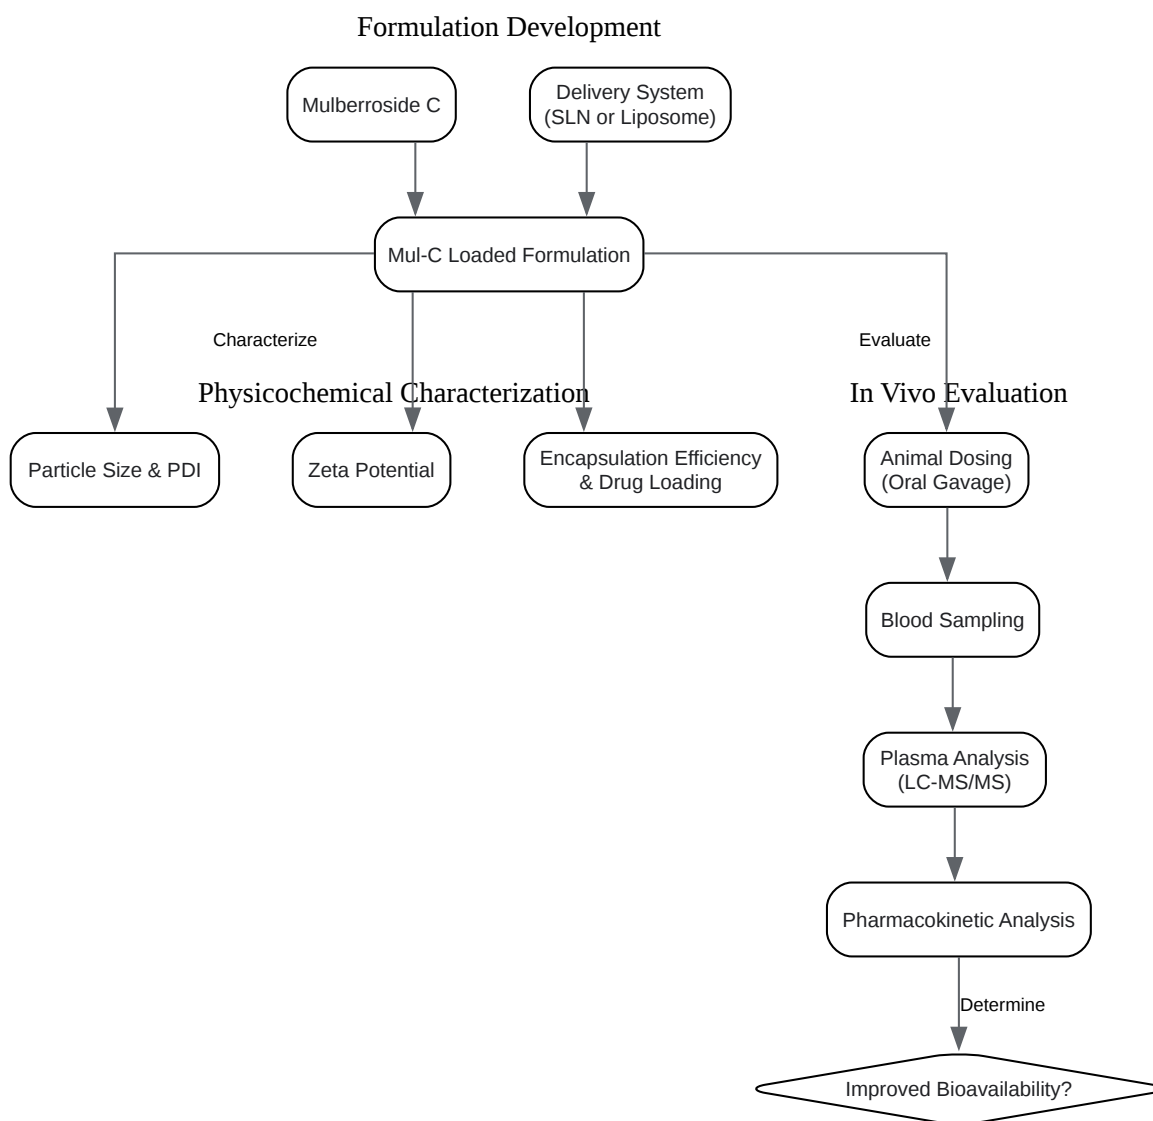 Formulation Development
Mulberroside C
Delivery System
(SLN or Liposome)
Mul-C Loaded Formulation
Characterize
Evaluate
Physicochemical Characterization
In Vivo Evaluation
Particle Size & PDI
Zeta Potential
Encapsulation Efficiency
& Drug Loading
Animal Dosing
(Oral Gavage)
Blood Sampling
Plasma Analysis
(LC-MS/MS)
Pharmacokinetic Analysis
Determine
Improved Bioavailability?